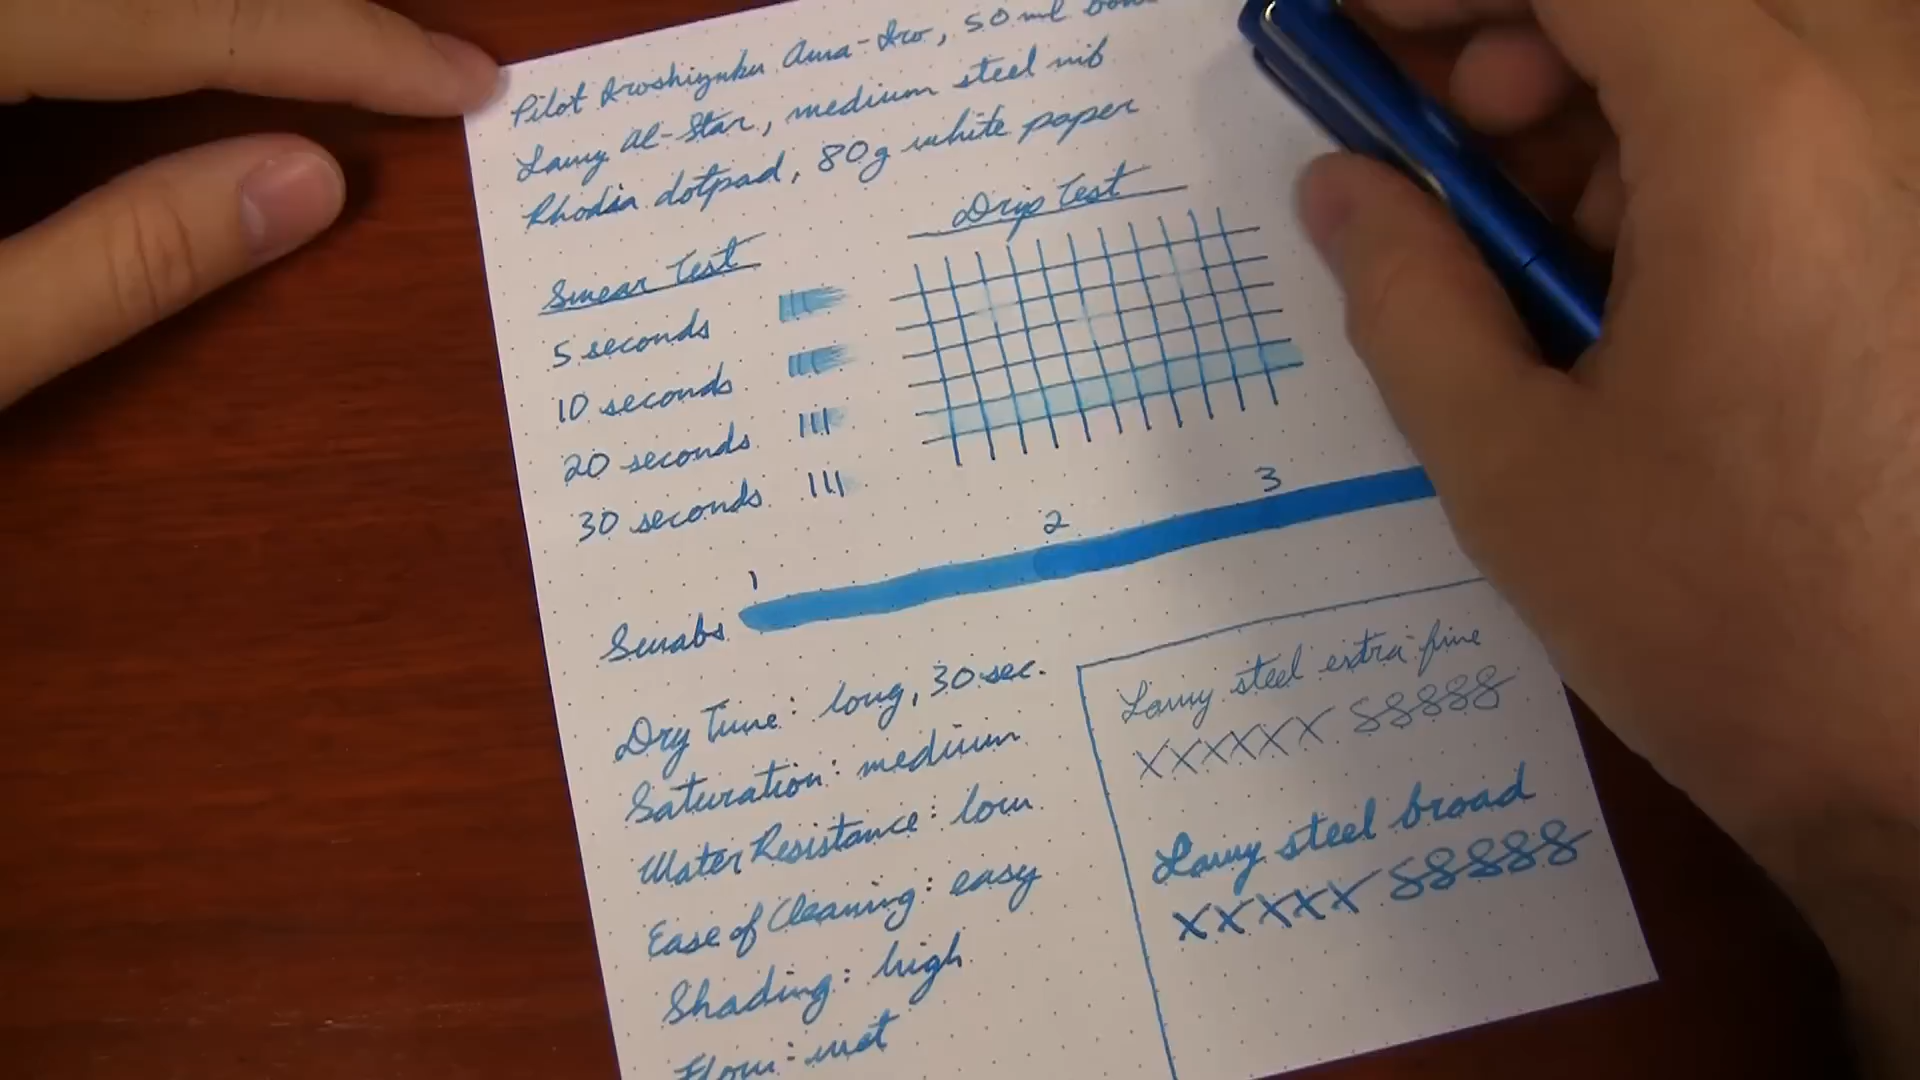 Pilot Iroshizuku Ama-Iro, 50 ml
Lamy Al-Star, medium steel nib
Rhodia dotpad, 80g white paper
Smear Test
5 seconds
10 seconds
20 seconds
30 seconds
Drip Test
1
2
3
Swabs
Dry Time: long, 30 sec.
Saturation: medium
Water Resistance: low
Ease of Cleaning: easy
Shading: high
Flow: wet
Lamy steel extra-fine
xxxxxx 88888
Lamy steel broad
xxxxx 88888